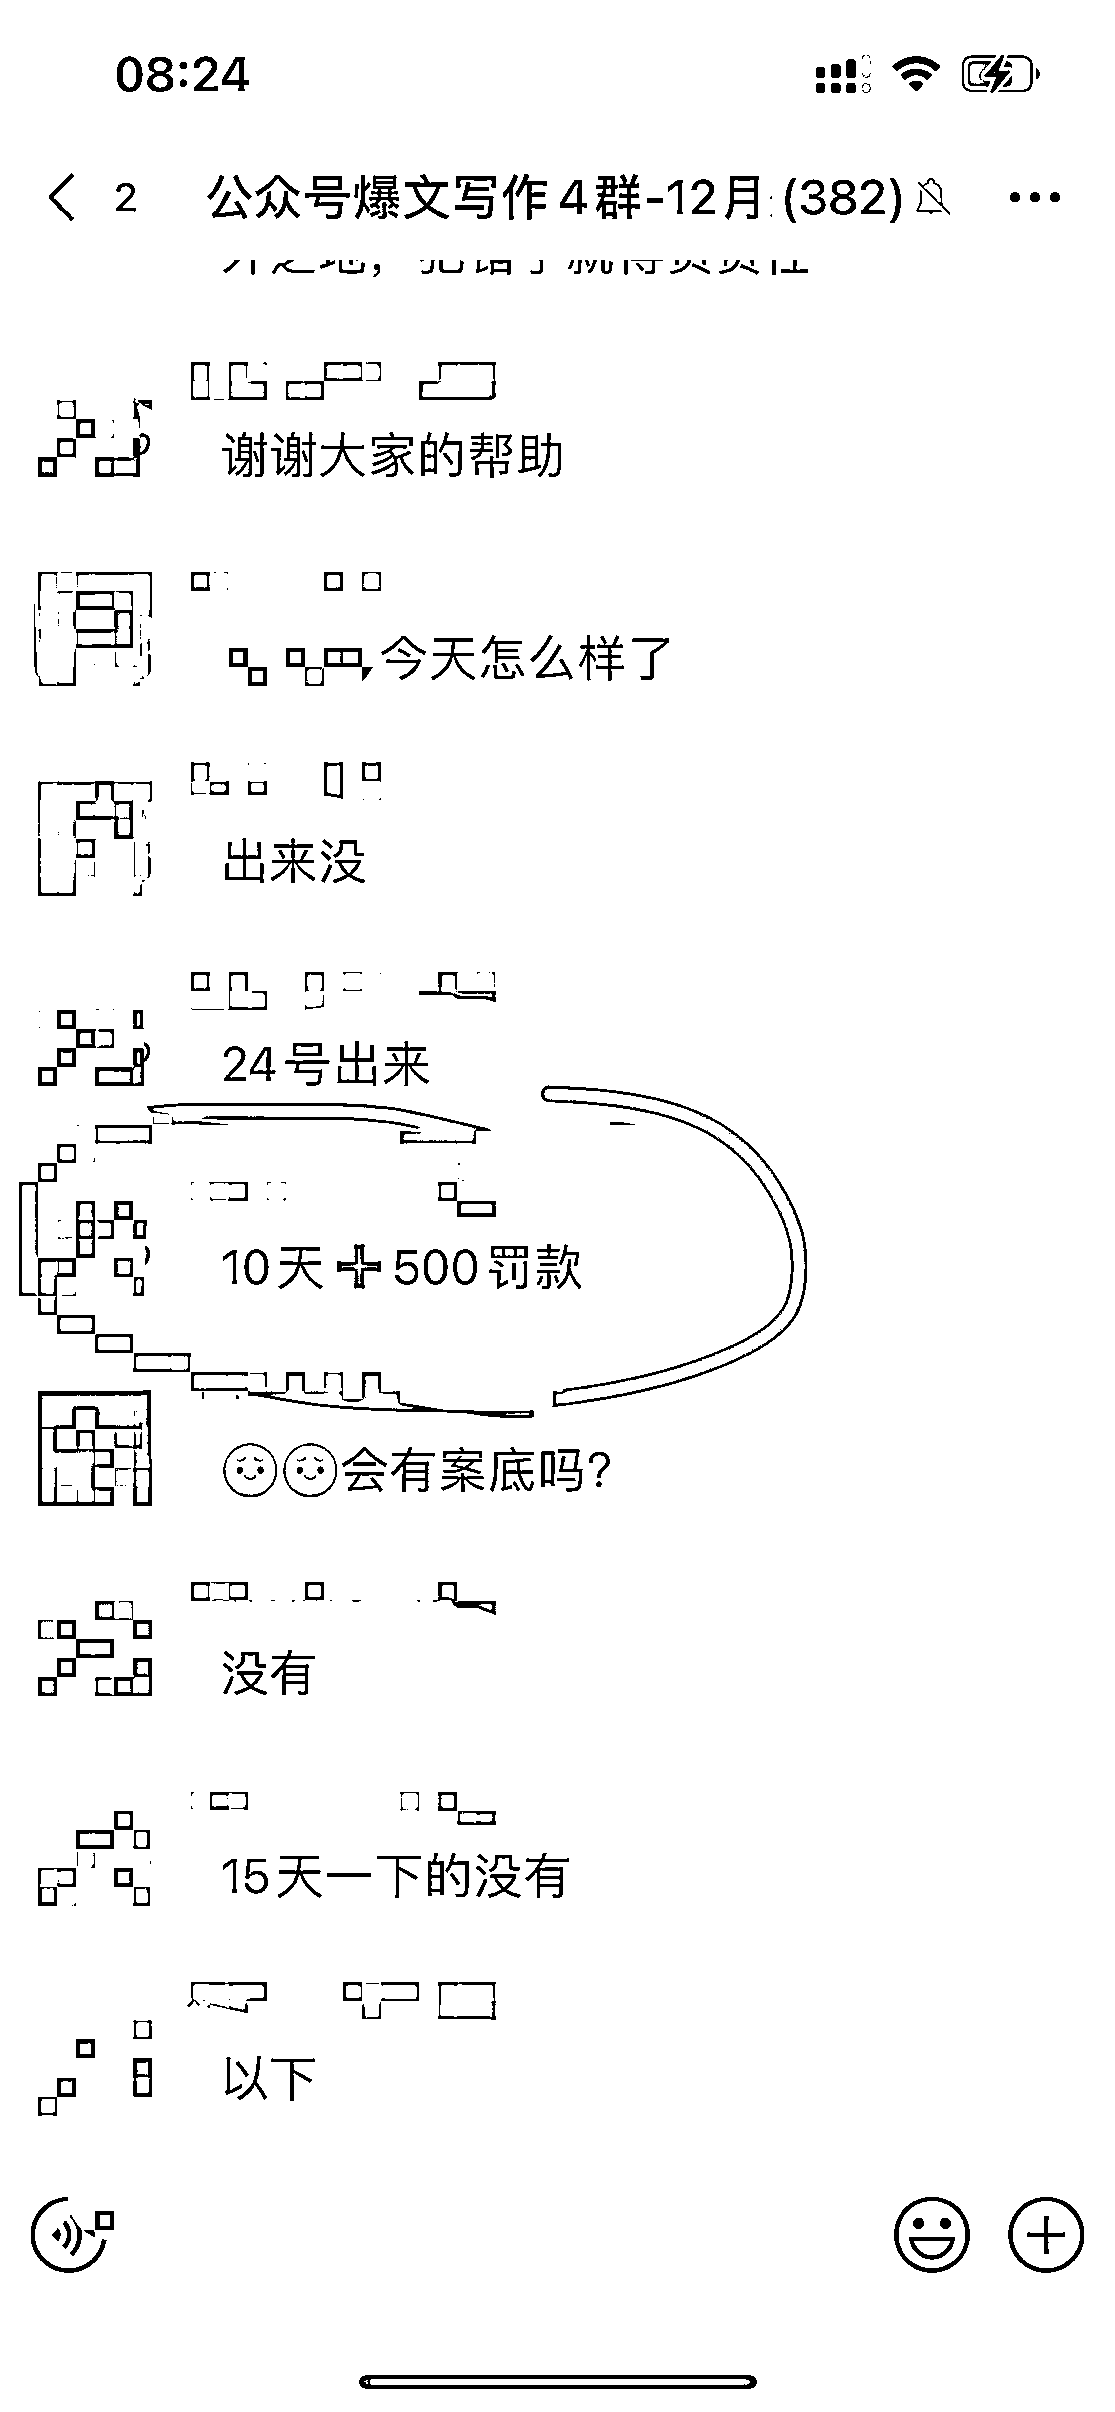 08:24
2 公众号爆文写作4群-12月 (382)
谢谢大家的帮助
今天怎么样了
出来没
24号出来
10天➕500罚款
🥺🥺会有案底吗?
没有
15天一下的没有
以下